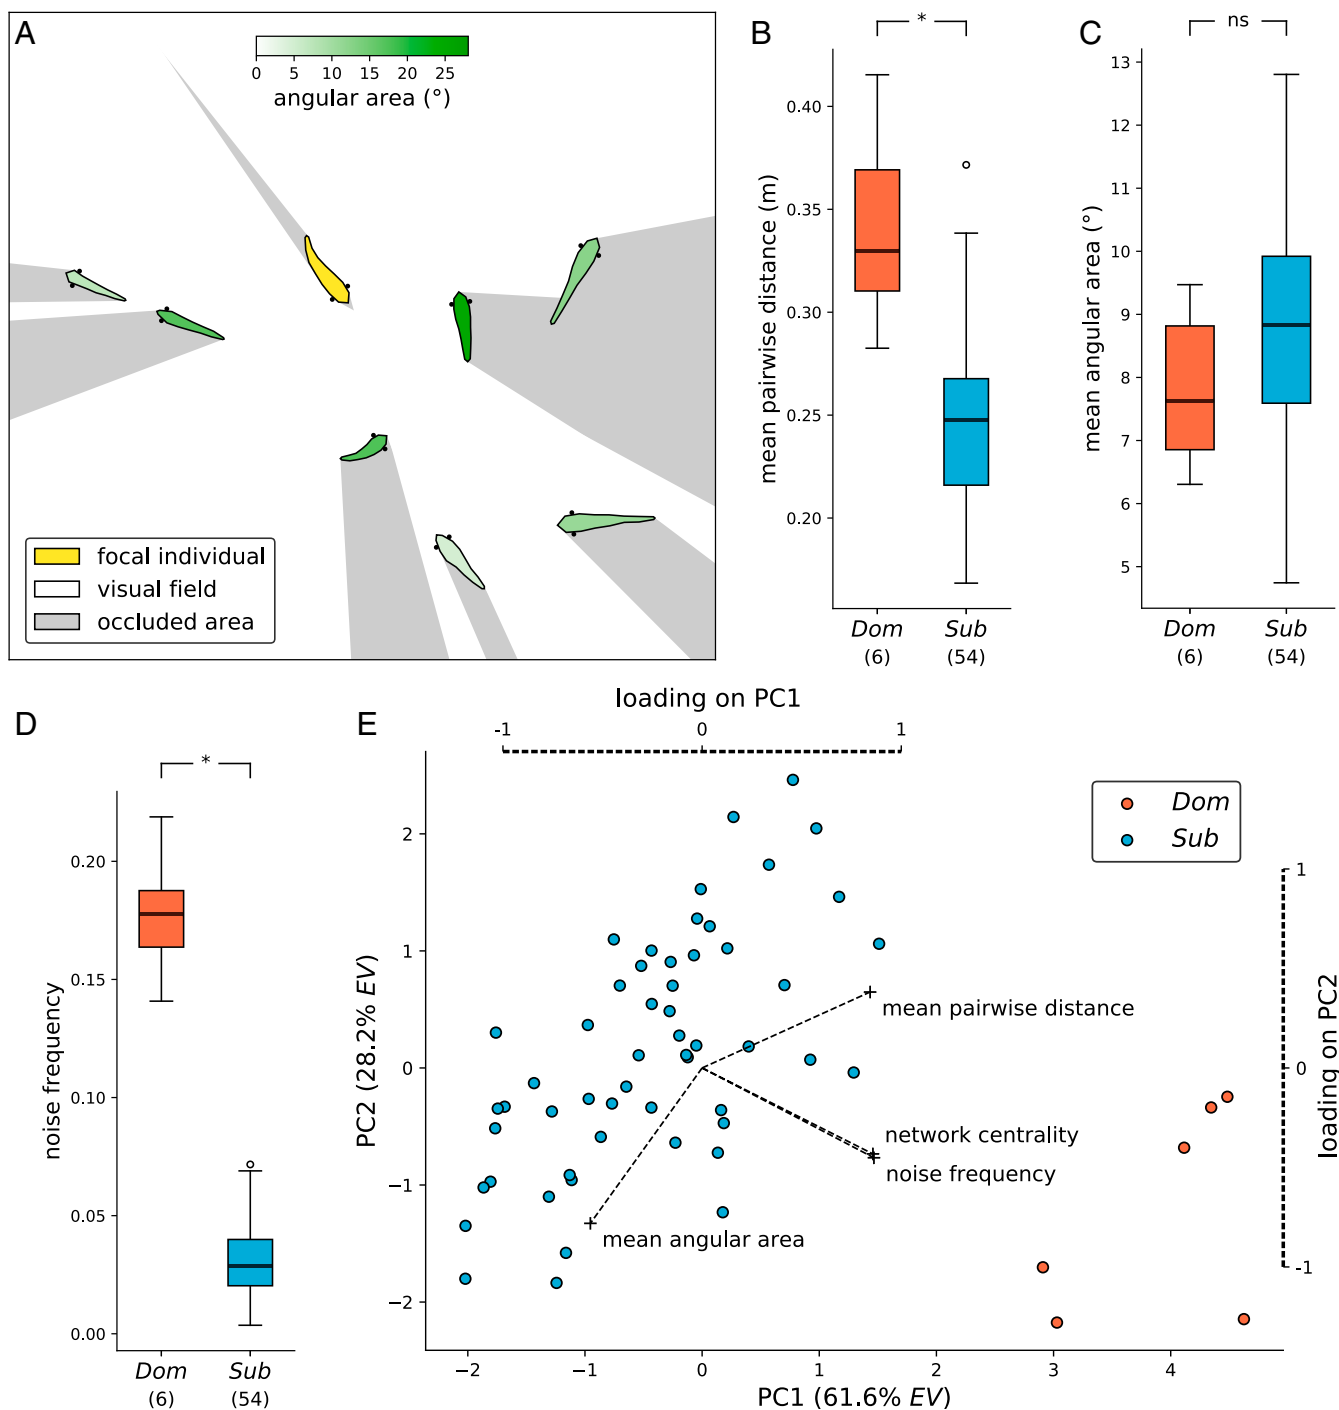 A
0 5 10 15 20 25
angular area (°)
focal individual
visual field
occluded area
B
*
mean pairwise distance (m)
0.40
0.35
0.30
0.25
0.20
Dom Sub
(6) (54)
C
ns
mean angular area (°)
13
12
11
10
9
8
7
6
5
Dom Sub
(6) (54)
D
*
noise frequency
0.20
0.15
0.10
0.05
0.00
Dom Sub
(6) (54)
E
loading on PC1
-1 0 1
Dom
Sub
PC2 (28.2% EV)
2
1
0
−1
−2
mean pairwise distance
network centrality
noise frequency
mean angular area
1
0
-1
loading on PC2
−2 −1 0 1 2 3 4
PC1 (61.6% EV)